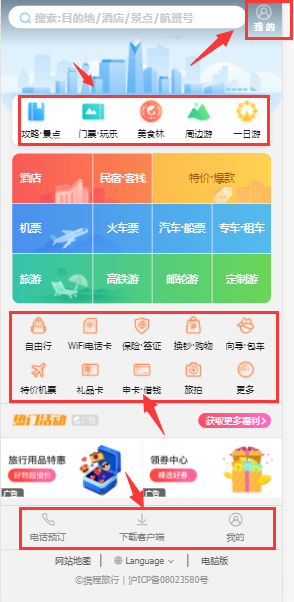 搜索:目的地/酒店/景点/航班号
我 的
攻略·景点 门票·玩乐 美食林 周边游 一日游
酒店 民宿·客栈 特价·爆款
机票 火车票 汽车·船票 专车·租车
旅游 高铁游 邮轮游 定制游
自由行 WiFi电话卡 保险·签证 换钞·购物 向导·包车
特价机票 礼品卡 申卡·借钱 旅拍 更多
热门活动 广告 获取更多福利>
旅行用品特惠 领券中心
好物超值价 精选好券
广告 广告
电话预订 下载客户端 我的
网站地图 Language 电脑版
©携程旅行|沪ICP备08023580号